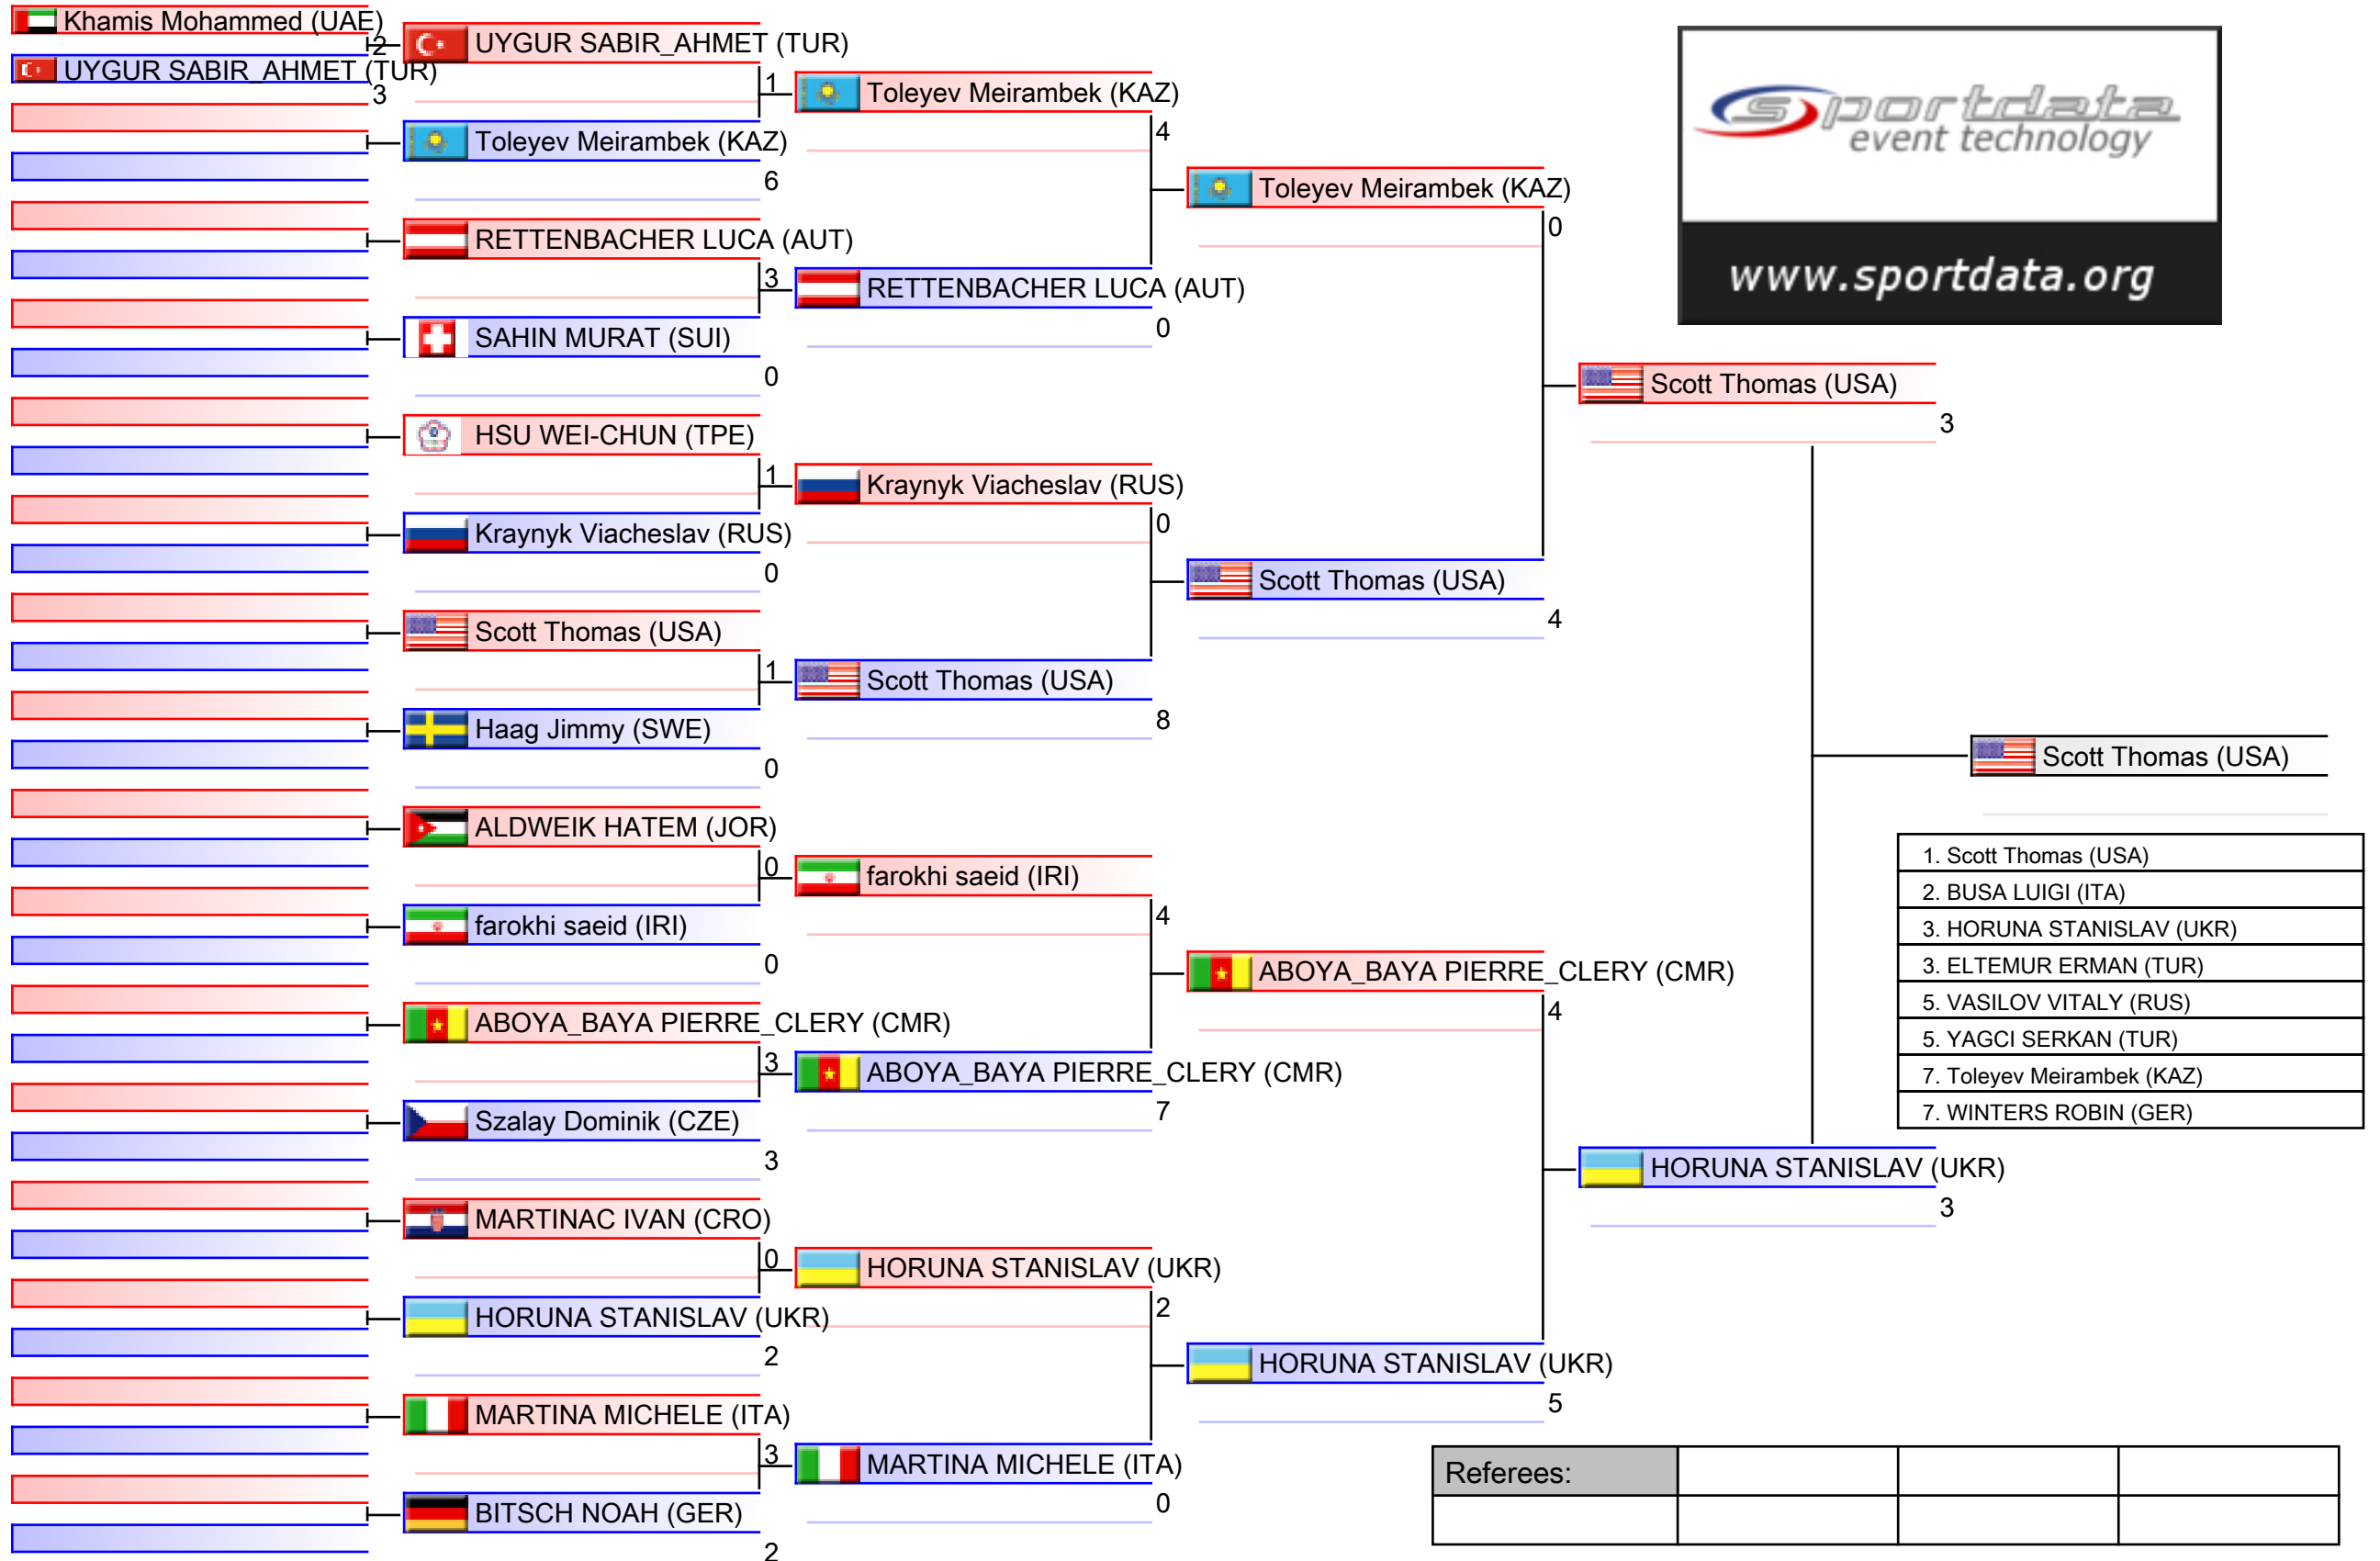 Khamis Mohammed (UAE)
2
UYGUR SABIR_AHMET (TUR)
3
UYGUR SABIR_AHMET (TUR)
1
Toleyev Meirambek (KAZ)
6
RETTENBACHER LUCA (AUT)
3
SAHIN MURAT (SUI)
0
HSU WEI-CHUN (TPE)
1
Kraynyk Viacheslav (RUS)
0
Scott Thomas (USA)
1
Haag Jimmy (SWE)
0
ALDWEIK HATEM (JOR)
0
farokhi saeid (IRI)
0
ABOYA_BAYA PIERRE_CLERY (CMR)
3
Szalay Dominik (CZE)
3
MARTINAC IVAN (CRO)
0
HORUNA STANISLAV (UKR)
2
MARTINA MICHELE (ITA)
3
BITSCH NOAH (GER)
2
Toleyev Meirambek (KAZ)
4
RETTENBACHER LUCA (AUT)
0
Kraynyk Viacheslav (RUS)
0
Scott Thomas (USA)
8
farokhi saeid (IRI)
4
ABOYA_BAYA PIERRE_CLERY (CMR)
7
HORUNA STANISLAV (UKR)
2
MARTINA MICHELE (ITA)
0
Toleyev Meirambek (KAZ)
0
Scott Thomas (USA)
4
ABOYA_BAYA PIERRE_CLERY (CMR)
4
HORUNA STANISLAV (UKR)
5
Scott Thomas (USA)
3
HORUNA STANISLAV (UKR)
3
Scott Thomas (USA)
sportdata
event technology
www.sportdata.org
1. Scott Thomas (USA)
2. BUSA LUIGI (ITA)
3. HORUNA STANISLAV (UKR)
3. ELTEMUR ERMAN (TUR)
5. VASILOV VITALY (RUS)
5. YAGCI SERKAN (TUR)
7. Toleyev Meirambek (KAZ)
7. WINTERS ROBIN (GER)
Referees: